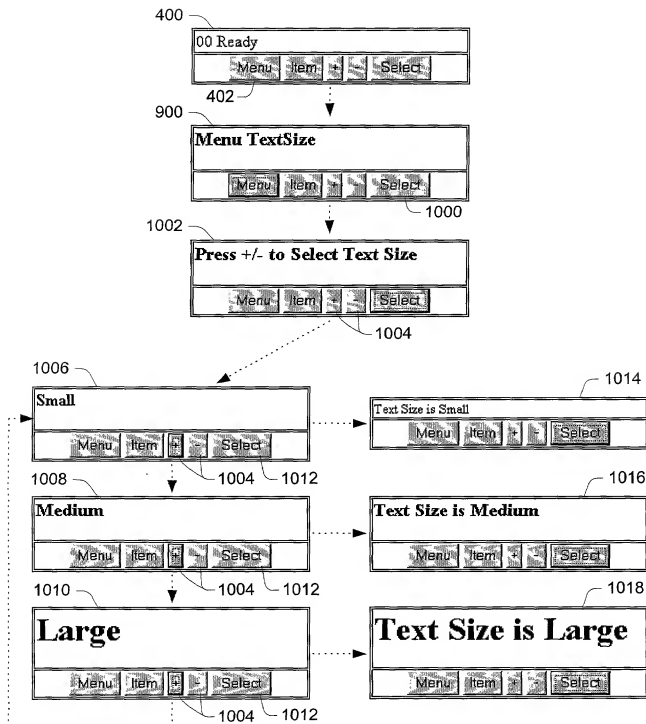 400
00 Ready
Menu Item + - Select
402
900
Menu TextSize
Menu Item + - Select
1000
1002
Press +/- to Select Text Size
Menu Item + - Select
1004
1006
Small
Menu Item + - Select
1004 1012
1014
Text Size is Small
Menu Item + - Select
1008
Medium
Menu Item + - Select
1004 1012
1016
Text Size is Medium
Menu Item + - Select
1010
Large
Menu Item + - Select
1004 1012
1018
Text Size is Large
Menu Item + - Select